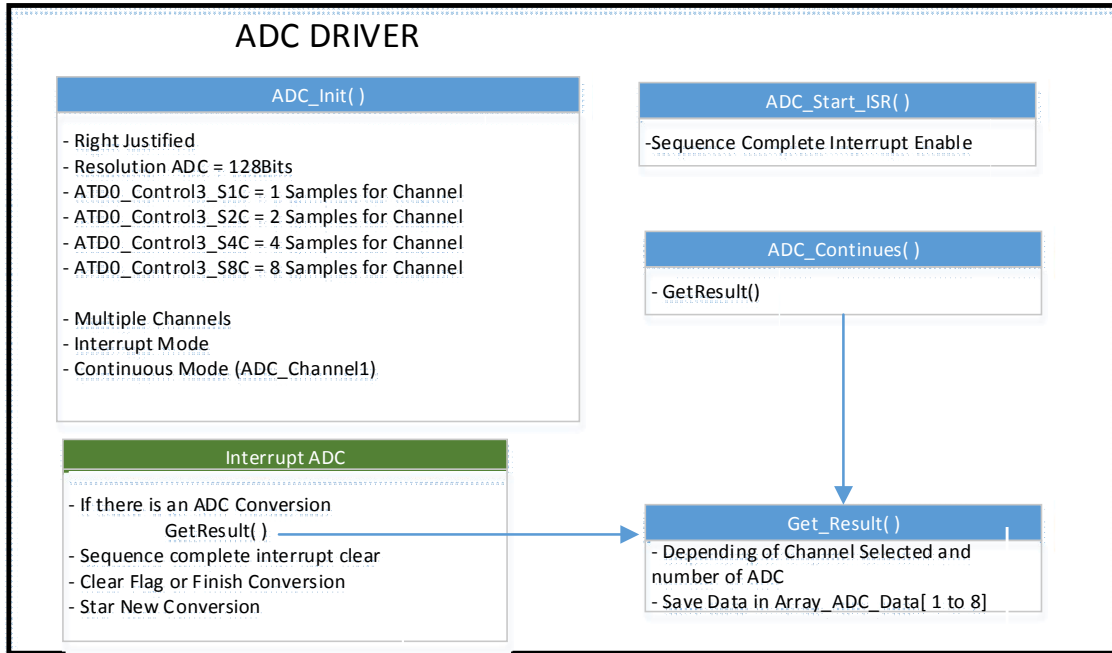 ADC DRIVER
ADC_Init( )
- Right Justified
- Resolution ADC = 128Bits
- ATD0_Control3_S1C = 1 Samples for Channel
- ATD0_Control3_S2C = 2 Samples for Channel
- ATD0_Control3_S4C = 4 Samples for Channel
- ATD0_Control3_S8C = 8 Samples for Channel
- Multiple Channels
- Interrupt Mode
- Continuous Mode (ADC_Channel1)
ADC_Start_ISR( )
-Sequence Complete Interrupt Enable
ADC_Continues( )
- GetResult()
Interrupt ADC
- If there is an ADC Conversion
GetResult( )
- Sequence complete interrupt clear
- Clear Flag or Finish Conversion
- Star New Conversion
Get_Result( )
- Depending of Channel Selected and
number of ADC
- Save Data in Array_ADC_Data[ 1 to 8]